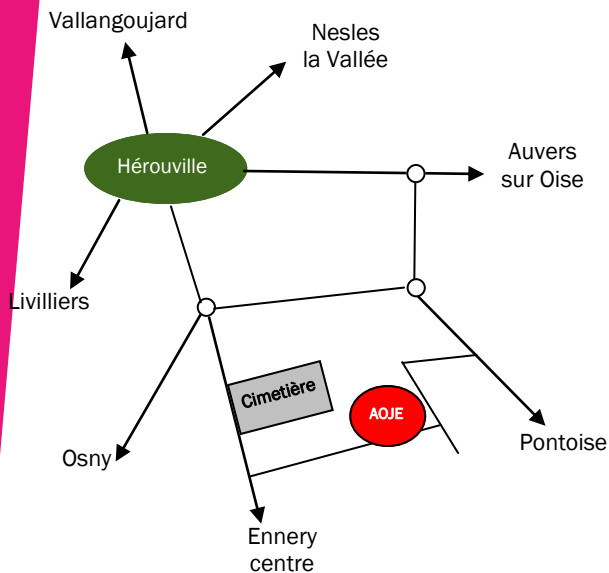 Vallangoujard
Nesles
la Vallée
Hérouville
Auvers
sur Oise
Livilliers
Cimetière
AOJE
Osny
Pontoise
Ennery
centre